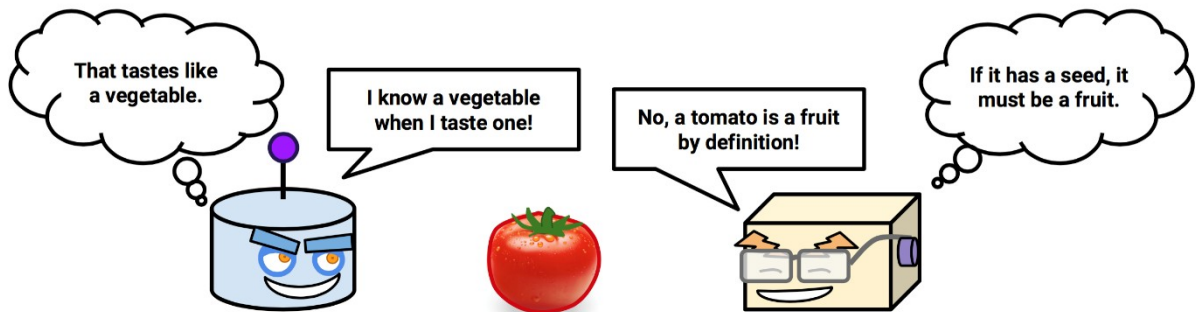 That tastes like
a vegetable.
I know a vegetable
when I taste one!
No, a tomato is a fruit
by definition!
If it has a seed, it
must be a fruit.